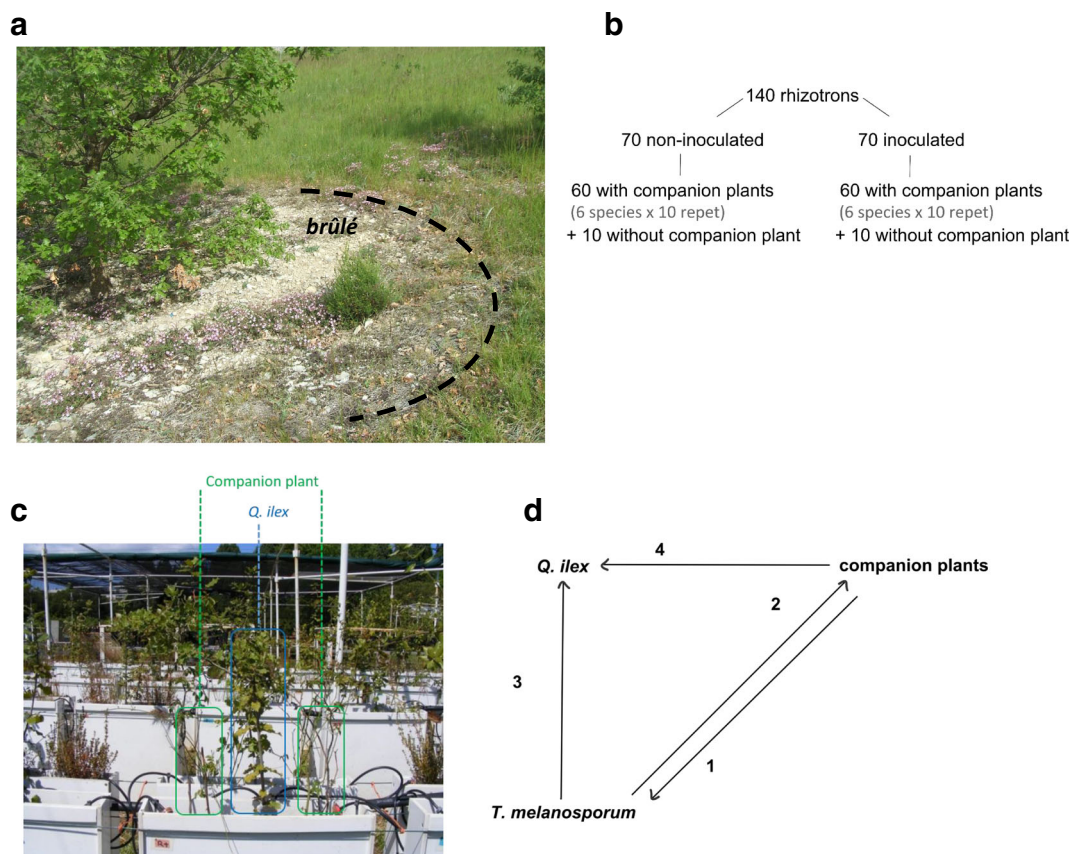 a
brûlé
b
140 rhizotrons
70 non-inoculated
70 inoculated
60 with companion plants
(6 species x 10 repet)
+ 10 without companion plant
60 with companion plants
(6 species x 10 repet)
+ 10 without companion plant
c
Companion plant
Q. ilex
d
Q. ilex
4
companion plants
2
3
1
T. melanosporum